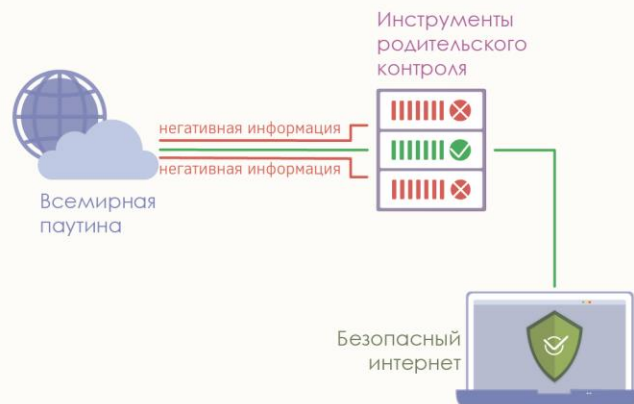 Инструменты
родительского
контроля
негативная информация
негативная информация
Всемирная
паутина
Безопасный
интернет